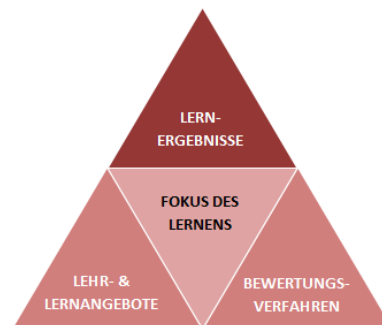 LERN-
ERGEBNISSE
FOKUS DES
LERNENS
LEHR- &
LERNANGEBOTE
BEWERTUNGS-
VERFAHREN